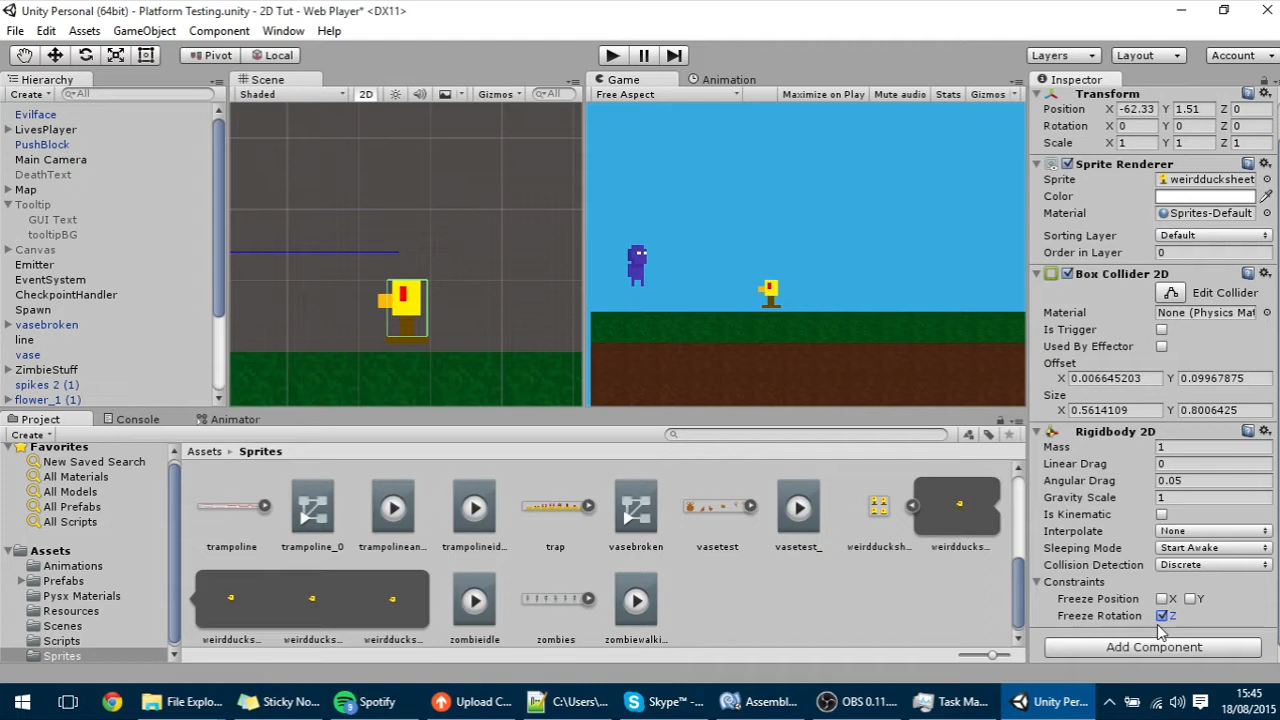 Unity Personal (64bit) - Platform Testing.unity - 2D Tut - Web Player* <DX11>
File Edit Assets GameObject Component Window Help
Pivot Local Layers Layout Account
Hierarchy
Create All
Evilface
LivesPlayer
PushBlock
Main Camera
DeathText
Map
Tooltip
GUI Text
tooltipBG
Canvas
Emitter
EventSystem
CheckpointHandler
Spawn
vasebroken
line
vase
ZimbieStuff
spikes 2 (1)
flower_1 (1)
Scene
Shaded 2D Gizmos All
Game Animation
Free Aspect Maximize on Play Mute audio Stats Gizmos
Inspector
Transform
Position X -62.33 Y 1.51 Z 0
Rotation X 0 Y 0 Z 0
Scale X 1 Y 1 Z 1
Sprite Renderer
Sprite weirdducksheet
Color
Material Sprites-Default
Sorting Layer Default
Order in Layer 0
Box Collider 2D
Edit Collider
Material None (Physics Mat
Is Trigger
Used By Effector
Offset
X 0.006645203 Y 0.09967875
Size
X 0.5614109 Y 0.8006425
Rigidbody 2D
Mass 1
Linear Drag 0
Angular Drag 0.05
Gravity Scale 1
Is Kinematic
Interpolate None
Sleeping Mode Start Awake
Collision Detection Discrete
Constraints
Freeze Position X Y
Freeze Rotation Z
Add Component
Project Console Animator
Create
Favorites
New Saved Search
All Materials
All Models
All Prefabs
All Scripts
Assets
Animations
Prefabs
Pysx Materials
Resources
Scenes
Scripts
Sprites
Assets Sprites
trampoline trampoline_0 trampolinean... trampolineid... trap vasebroken vasetest vasetest_ weirdducksh... weirdducks...
weirdducks... weirdducks... weirdducks... zombieidle zombies zombiewalki...
File Explo... Sticky No... Spotify Upload C... C:\Users\... Skype™ -... Assembl... OBS 0.11.... Task Ma... Unity Per...
15:45
18/08/2015